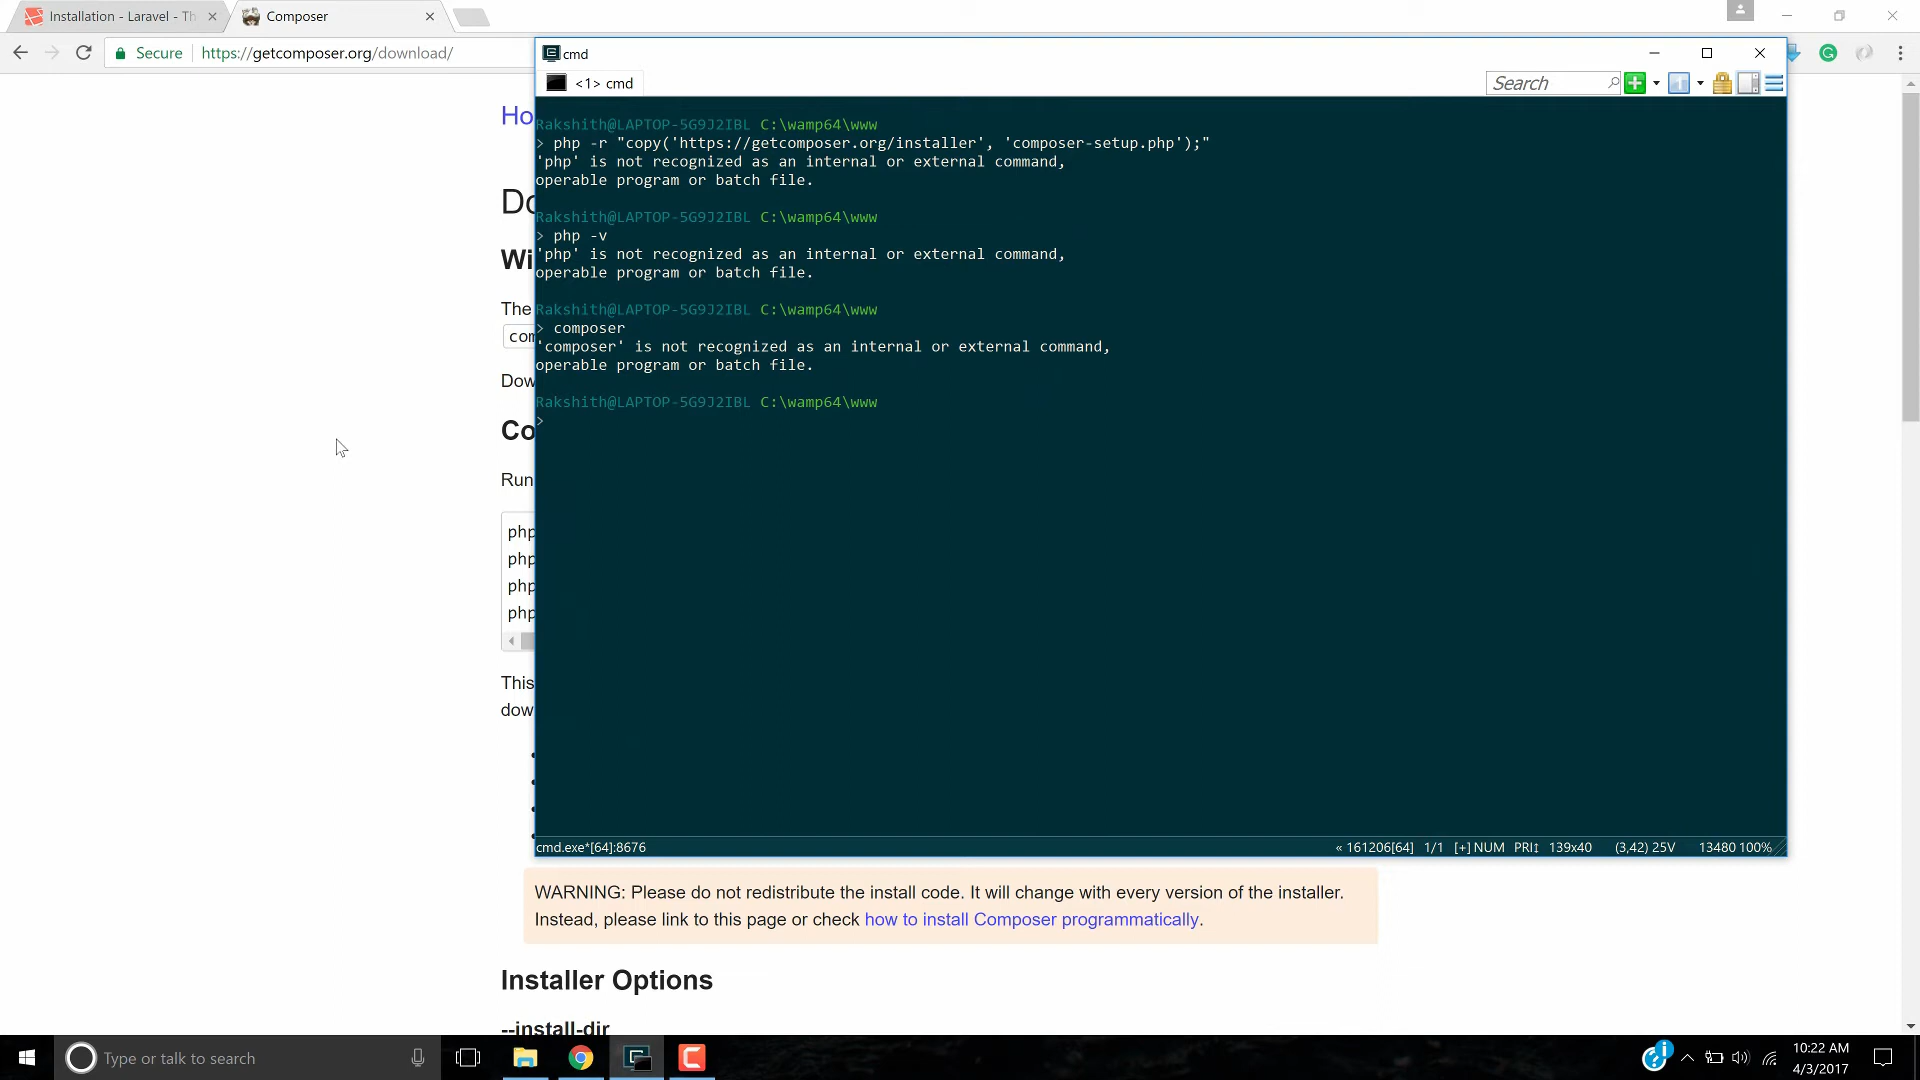 Installation - Laravel - Th
Composer
Secure https://getcomposer.org/download/
cmd
<1> cmd
Search
Ho
Do
Wi
The
com
Dow
Co
Run
php
php
php
php
This
dow
Rakshith@LAPTOP-5G9J2IBL C:\wamp64\www
> php -r "copy('https://getcomposer.org/installer', 'composer-setup.php');"
'php' is not recognized as an internal or external command,
operable program or batch file.
Rakshith@LAPTOP-5G9J2IBL C:\wamp64\www
> php -v
'php' is not recognized as an internal or external command,
operable program or batch file.
Rakshith@LAPTOP-5G9J2IBL C:\wamp64\www
> composer
'composer' is not recognized as an internal or external command,
operable program or batch file.
Rakshith@LAPTOP-5G9J2IBL C:\wamp64\www
>
cmd.exe*[64]:8676
« 161206[64] 1/1 [+] NUM PRI↕ 139x40 (3,42) 25V 13480 100%
WARNING: Please do not redistribute the install code. It will change with every version of the installer.
Instead, please link to this page or check how to install Composer programmatically.
Installer Options
--install-dir
Type or talk to search
10:22 AM
4/3/2017